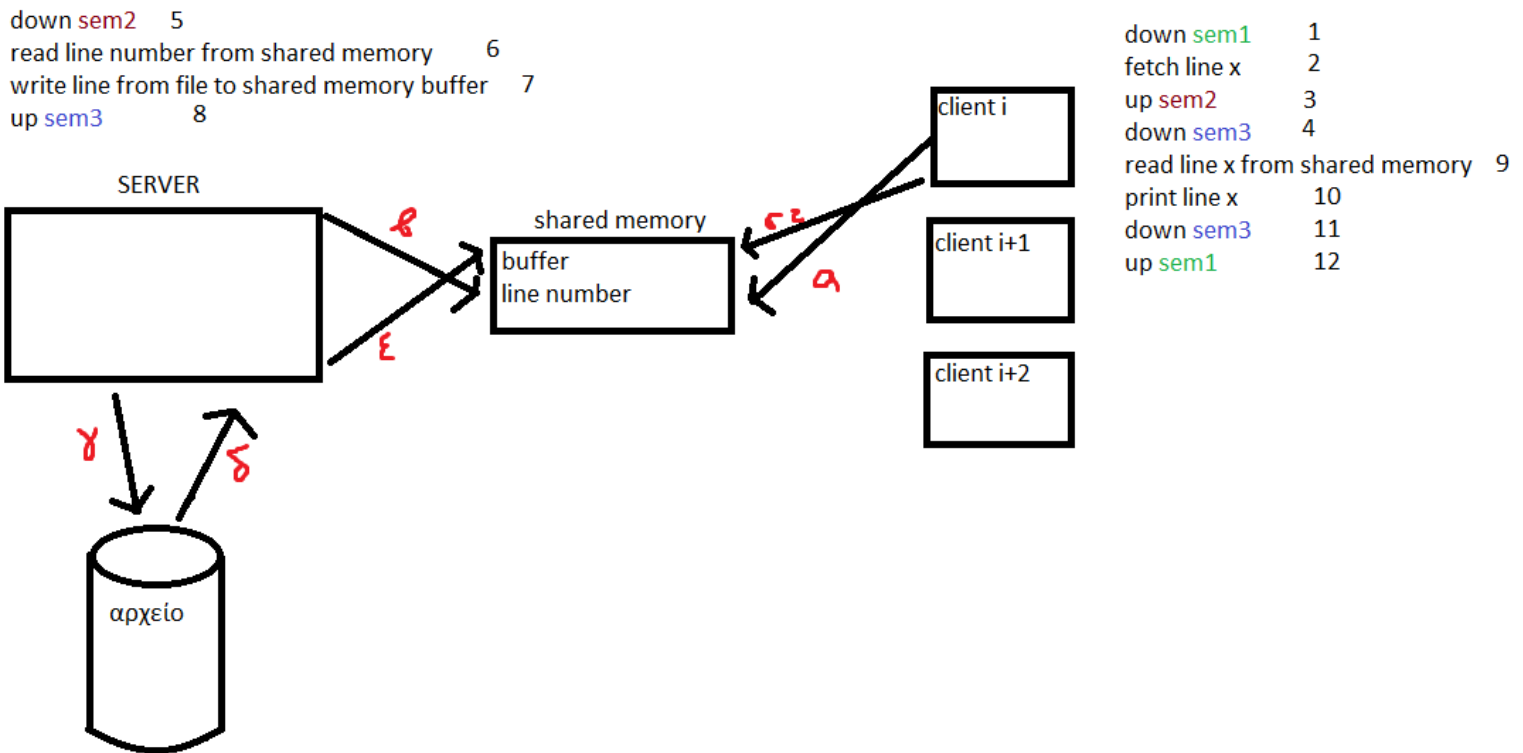 down sem2 5
read line number from shared memory 6
write line from file to shared memory buffer 7
up sem3 8
down sem1 1
fetch line x 2
up sem2 3
down sem3 4
read line x from shared memory 9
print line x 10
down sem3 11
up sem1 12
SERVER
shared memory
buffer
line number
client i
client i+1
client i+2
α
ε
γ
δ
αρχείο